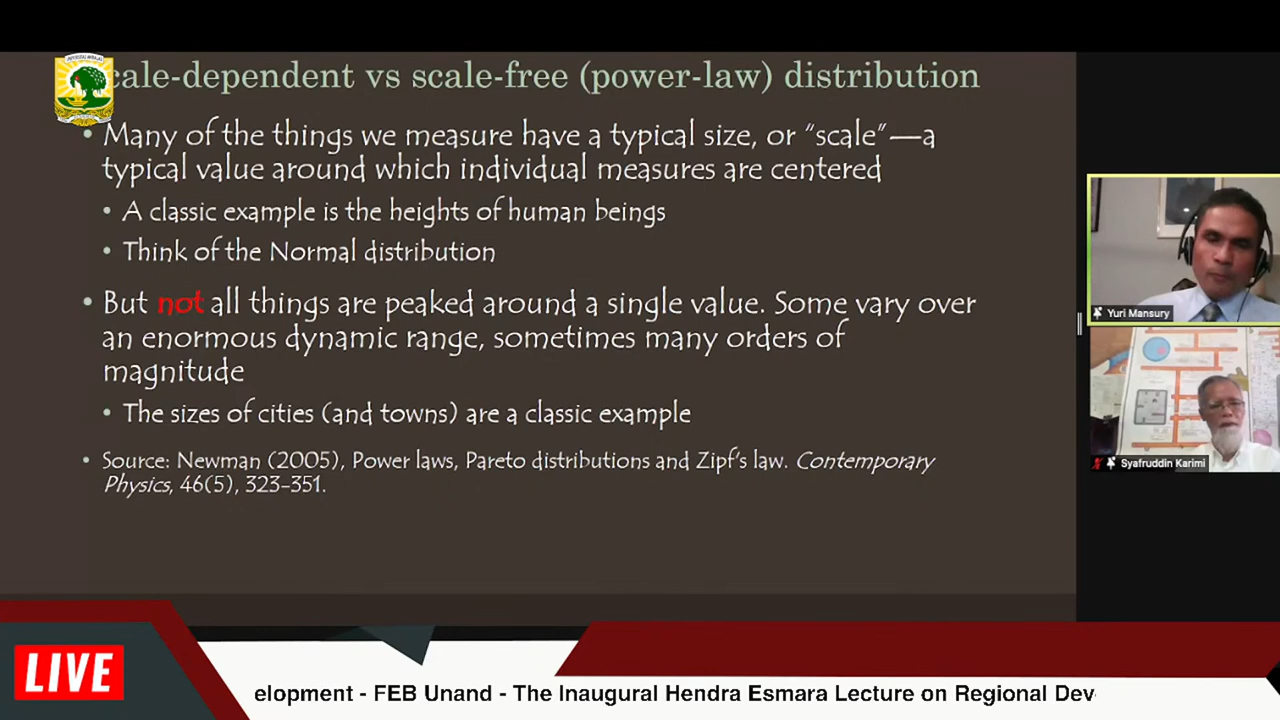 cale-dependent vs scale-free (power-law) distribution
• Many of the things we measure have a typical size, or “scale”—a
typical value around which individual measures are centered
• A classic example is the heights of human beings
• Think of the Normal distribution
• But not all things are peaked around a single value. Some vary over
an enormous dynamic range, sometimes many orders of
magnitude
• The sizes of cities (and towns) are a classic example
• Source: Newman (2005), Power laws, Pareto distributions and Zipf’s law. Contemporary
Physics, 46(5), 323-351.
Yuri Mansury
Syafruddin Karimi
LIVE
elopment - FEB Unand - The Inaugural Hendra Esmara Lecture on Regional Dev